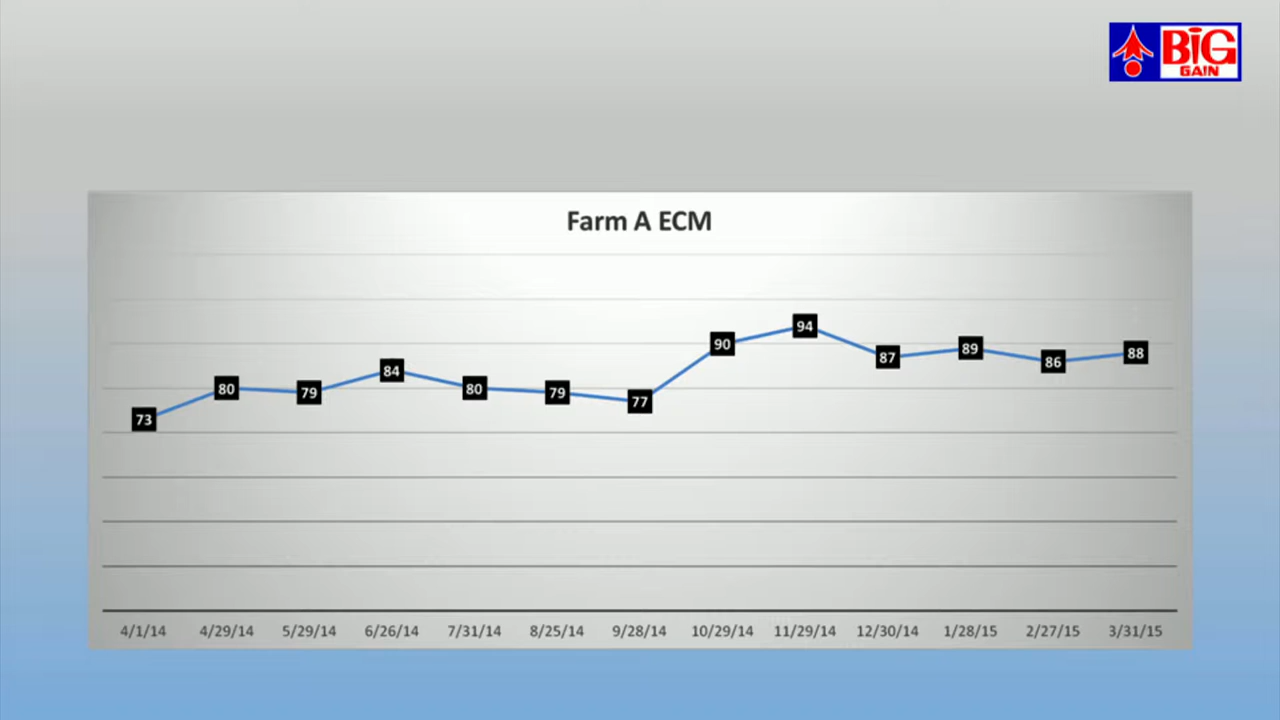 BiG
GAIN
Farm A ECM
73 80 79 84 80 79 77 90 94 87 89 86 88
4/1/14 4/29/14 5/29/14 6/26/14 7/31/14 8/25/14 9/28/14 10/29/14 11/29/14 12/30/14 1/28/15 2/27/15 3/31/15